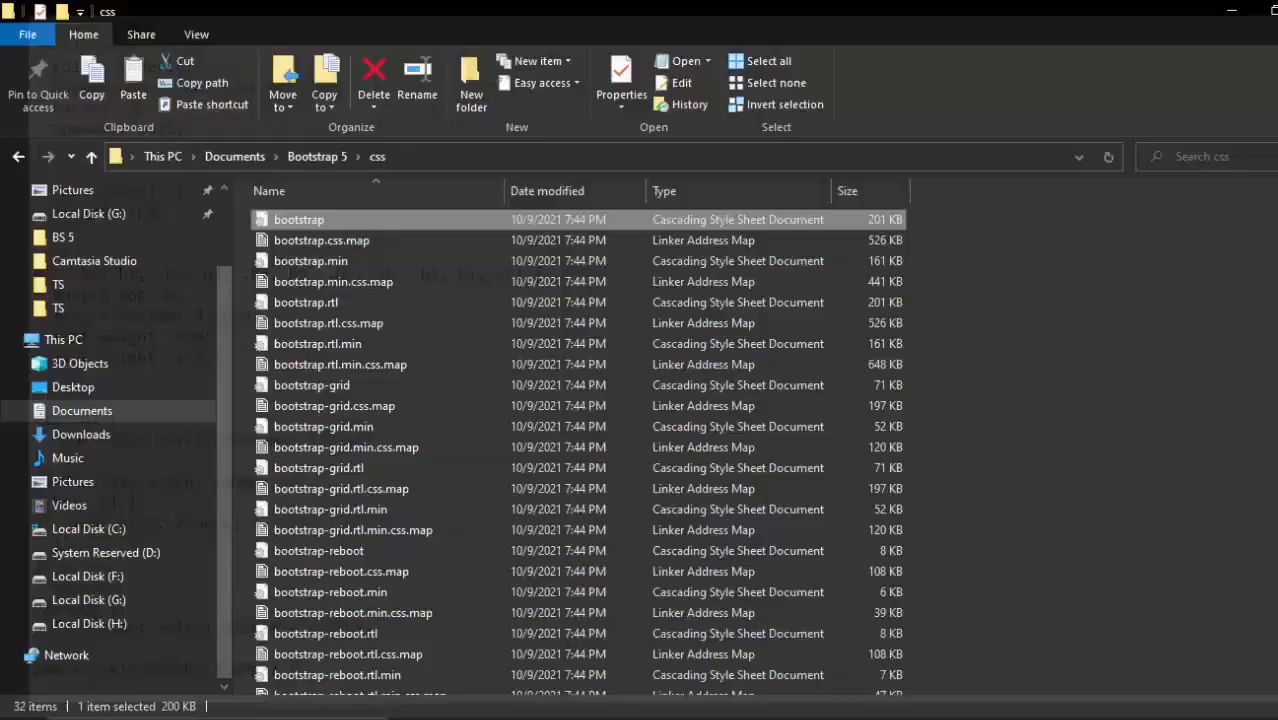 css
File Home Share View
Pin to Quick access
Copy
Paste
Cut
Copy path
Paste shortcut
Clipboard
Move to
Copy to
Delete
Rename
Organize
New folder
New item
Easy access
New
Properties
Open
Edit
History
Open
Select all
Select none
Invert selection
Select
This PC Documents Bootstrap 5 css
Search css
Pictures
Local Disk (G:)
BS 5
Camtasia Studio
TS
TS
This PC
3D Objects
Desktop
Documents
Downloads
Music
Pictures
Videos
Local Disk (C:)
System Reserved (D:)
Local Disk (F:)
Local Disk (G:)
Local Disk (H:)
Network
Name Date modified Type Size
bootstrap 10/9/2021 7:44 PM Cascading Style Sheet Document 201 KB
bootstrap.css.map 10/9/2021 7:44 PM Linker Address Map 526 KB
bootstrap.min 10/9/2021 7:44 PM Cascading Style Sheet Document 161 KB
bootstrap.min.css.map 10/9/2021 7:44 PM Linker Address Map 441 KB
bootstrap.rtl 10/9/2021 7:44 PM Cascading Style Sheet Document 201 KB
bootstrap.rtl.css.map 10/9/2021 7:44 PM Linker Address Map 526 KB
bootstrap.rtl.min 10/9/2021 7:44 PM Cascading Style Sheet Document 161 KB
bootstrap.rtl.min.css.map 10/9/2021 7:44 PM Linker Address Map 648 KB
bootstrap-grid 10/9/2021 7:44 PM Cascading Style Sheet Document 71 KB
bootstrap-grid.css.map 10/9/2021 7:44 PM Linker Address Map 197 KB
bootstrap-grid.min 10/9/2021 7:44 PM Cascading Style Sheet Document 52 KB
bootstrap-grid.min.css.map 10/9/2021 7:44 PM Linker Address Map 120 KB
bootstrap-grid.rtl 10/9/2021 7:44 PM Cascading Style Sheet Document 71 KB
bootstrap-grid.rtl.css.map 10/9/2021 7:44 PM Linker Address Map 197 KB
bootstrap-grid.rtl.min 10/9/2021 7:44 PM Cascading Style Sheet Document 52 KB
bootstrap-grid.rtl.min.css.map 10/9/2021 7:44 PM Linker Address Map 120 KB
bootstrap-reboot 10/9/2021 7:44 PM Cascading Style Sheet Document 8 KB
bootstrap-reboot.css.map 10/9/2021 7:44 PM Linker Address Map 108 KB
bootstrap-reboot.min 10/9/2021 7:44 PM Cascading Style Sheet Document 6 KB
bootstrap-reboot.min.css.map 10/9/2021 7:44 PM Linker Address Map 39 KB
bootstrap-reboot.rtl 10/9/2021 7:44 PM Cascading Style Sheet Document 8 KB
bootstrap-reboot.rtl.css.map 10/9/2021 7:44 PM Linker Address Map 108 KB
bootstrap-reboot.rtl.min 10/9/2021 7:44 PM Cascading Style Sheet Document 7 KB
bootstrap-reboot.rtl.min.css.map 10/9/2021 7:44 PM Linker Address Map 47 KB
32 items 1 item selected 200 KB